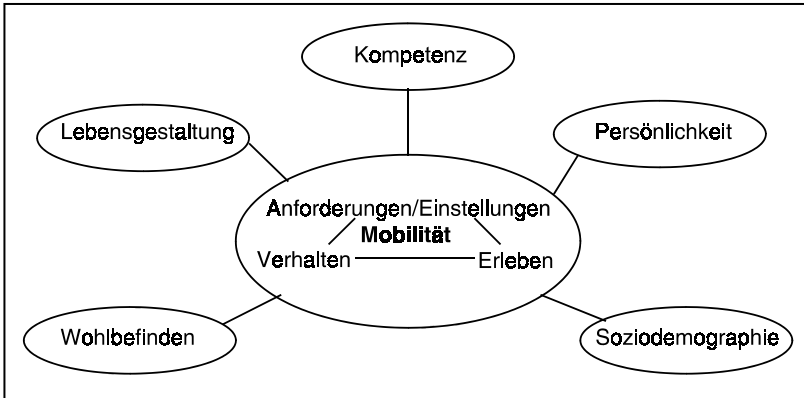 Kompetenz
Lebensgestaltung
Persönlichkeit
Anforderungen/Einstellungen
Mobilität
Verhalten
Erleben
Wohlbefinden
Soziodemographie